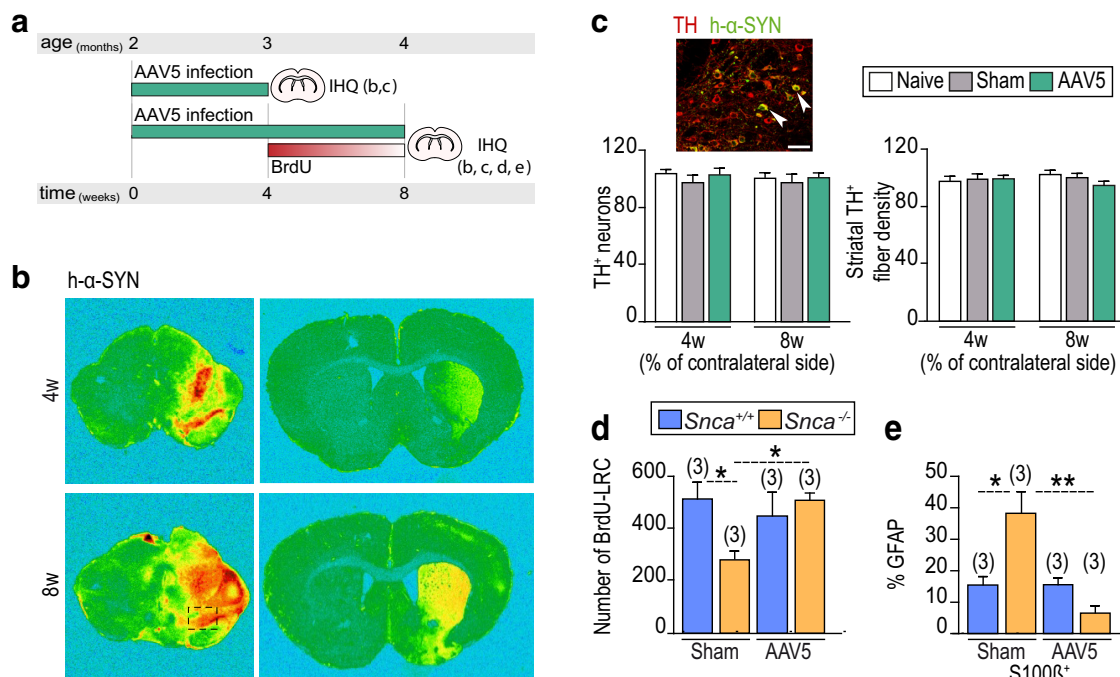 a
age (months) 2 3 4
AAV5 infection
IHQ (b,c)
AAV5 infection
IHQ
(b, c, d, e)
BrdU
time (weeks) 0 4 8
b
h-α-SYN
4w
8w
c
TH h-α-SYN
Naive Sham AAV5
TH⁺ neurons
120
80
40
0
4w 8w
(% of contralateral side)
Striatal TH⁺
fiber density
120
80
40
0
4w 8w
(% of contralateral side)
d
Snca⁺/⁺ Snca⁻/⁻
Number of BrdU-LRC
600
400
200
0
(3) * (3) (3) * (3)
Sham AAV5
e
% GFAP
50
40
30
20
10
0
(3) * (3) ** (3) (3)
Sham AAV5
S100ß⁺